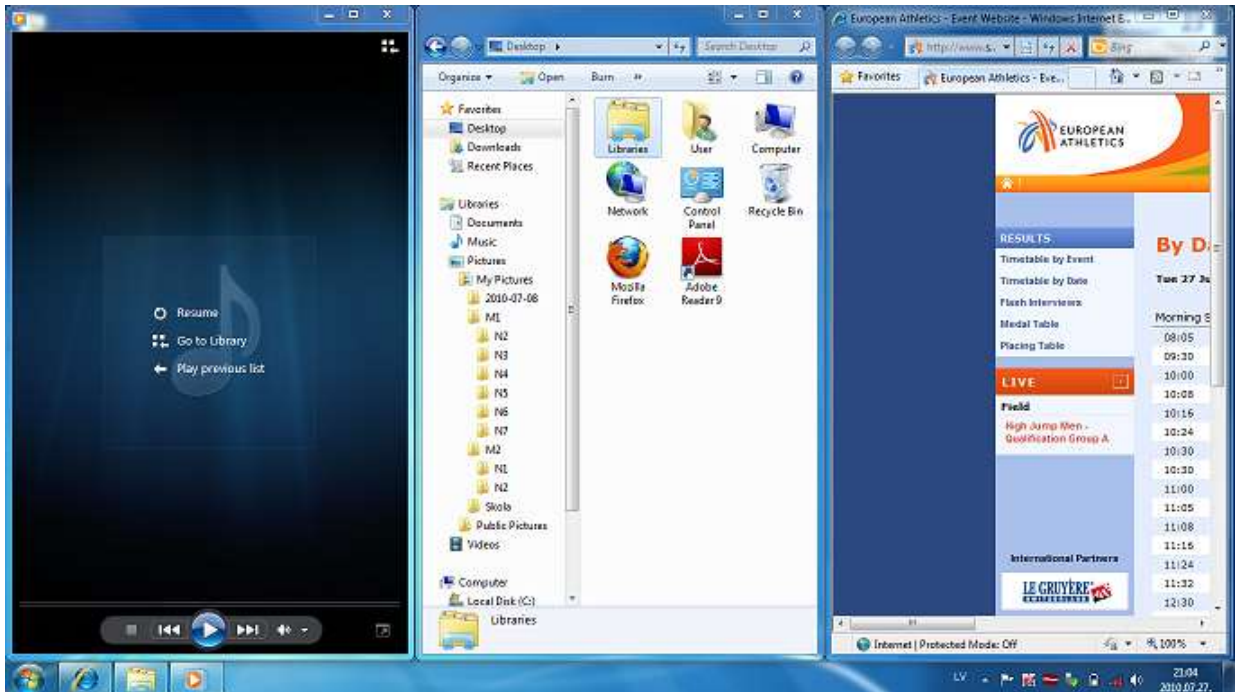 Resume
Go to Library
Play previous list
Desktop
Search Desktop
Organize
Open
Burn
»
Favorites
Desktop
Downloads
Recent Places
Libraries
Documents
Music
Pictures
My Pictures
2010-07-08
M1
N2
N3
N4
N5
N6
N7
M2
N1
N2
Skola
Public Pictures
Videos
Computer
Local Disk (C:)
Libraries
User
Computer
Network
Control Panel
Recycle Bin
Mozilla Firefox
Adobe Reader 9
Libraries
European Athletics - Event Website - Windows Internet E...
http://www.s.
Bing
Favorites
European Athletics - Eve...
EUROPEAN
ATHLETICS
RESULTS
Timetable by Event
Timetable by Date
Flash Interviews
Medal Table
Placing Table
LIVE
Field
High Jump Men -
Qualification Group A
International Partners
LE GRUYÈRE
SWITZERLAND
By Da
Tue 27 Ju
Morning S
08:05
09:30
10:00
10:08
10:16
10:24
10:30
10:30
11:00
11:05
11:08
11:16
11:24
11:32
12:30
Internet | Protected Mode: Off
100%
LV
21:04
2010.07.27.